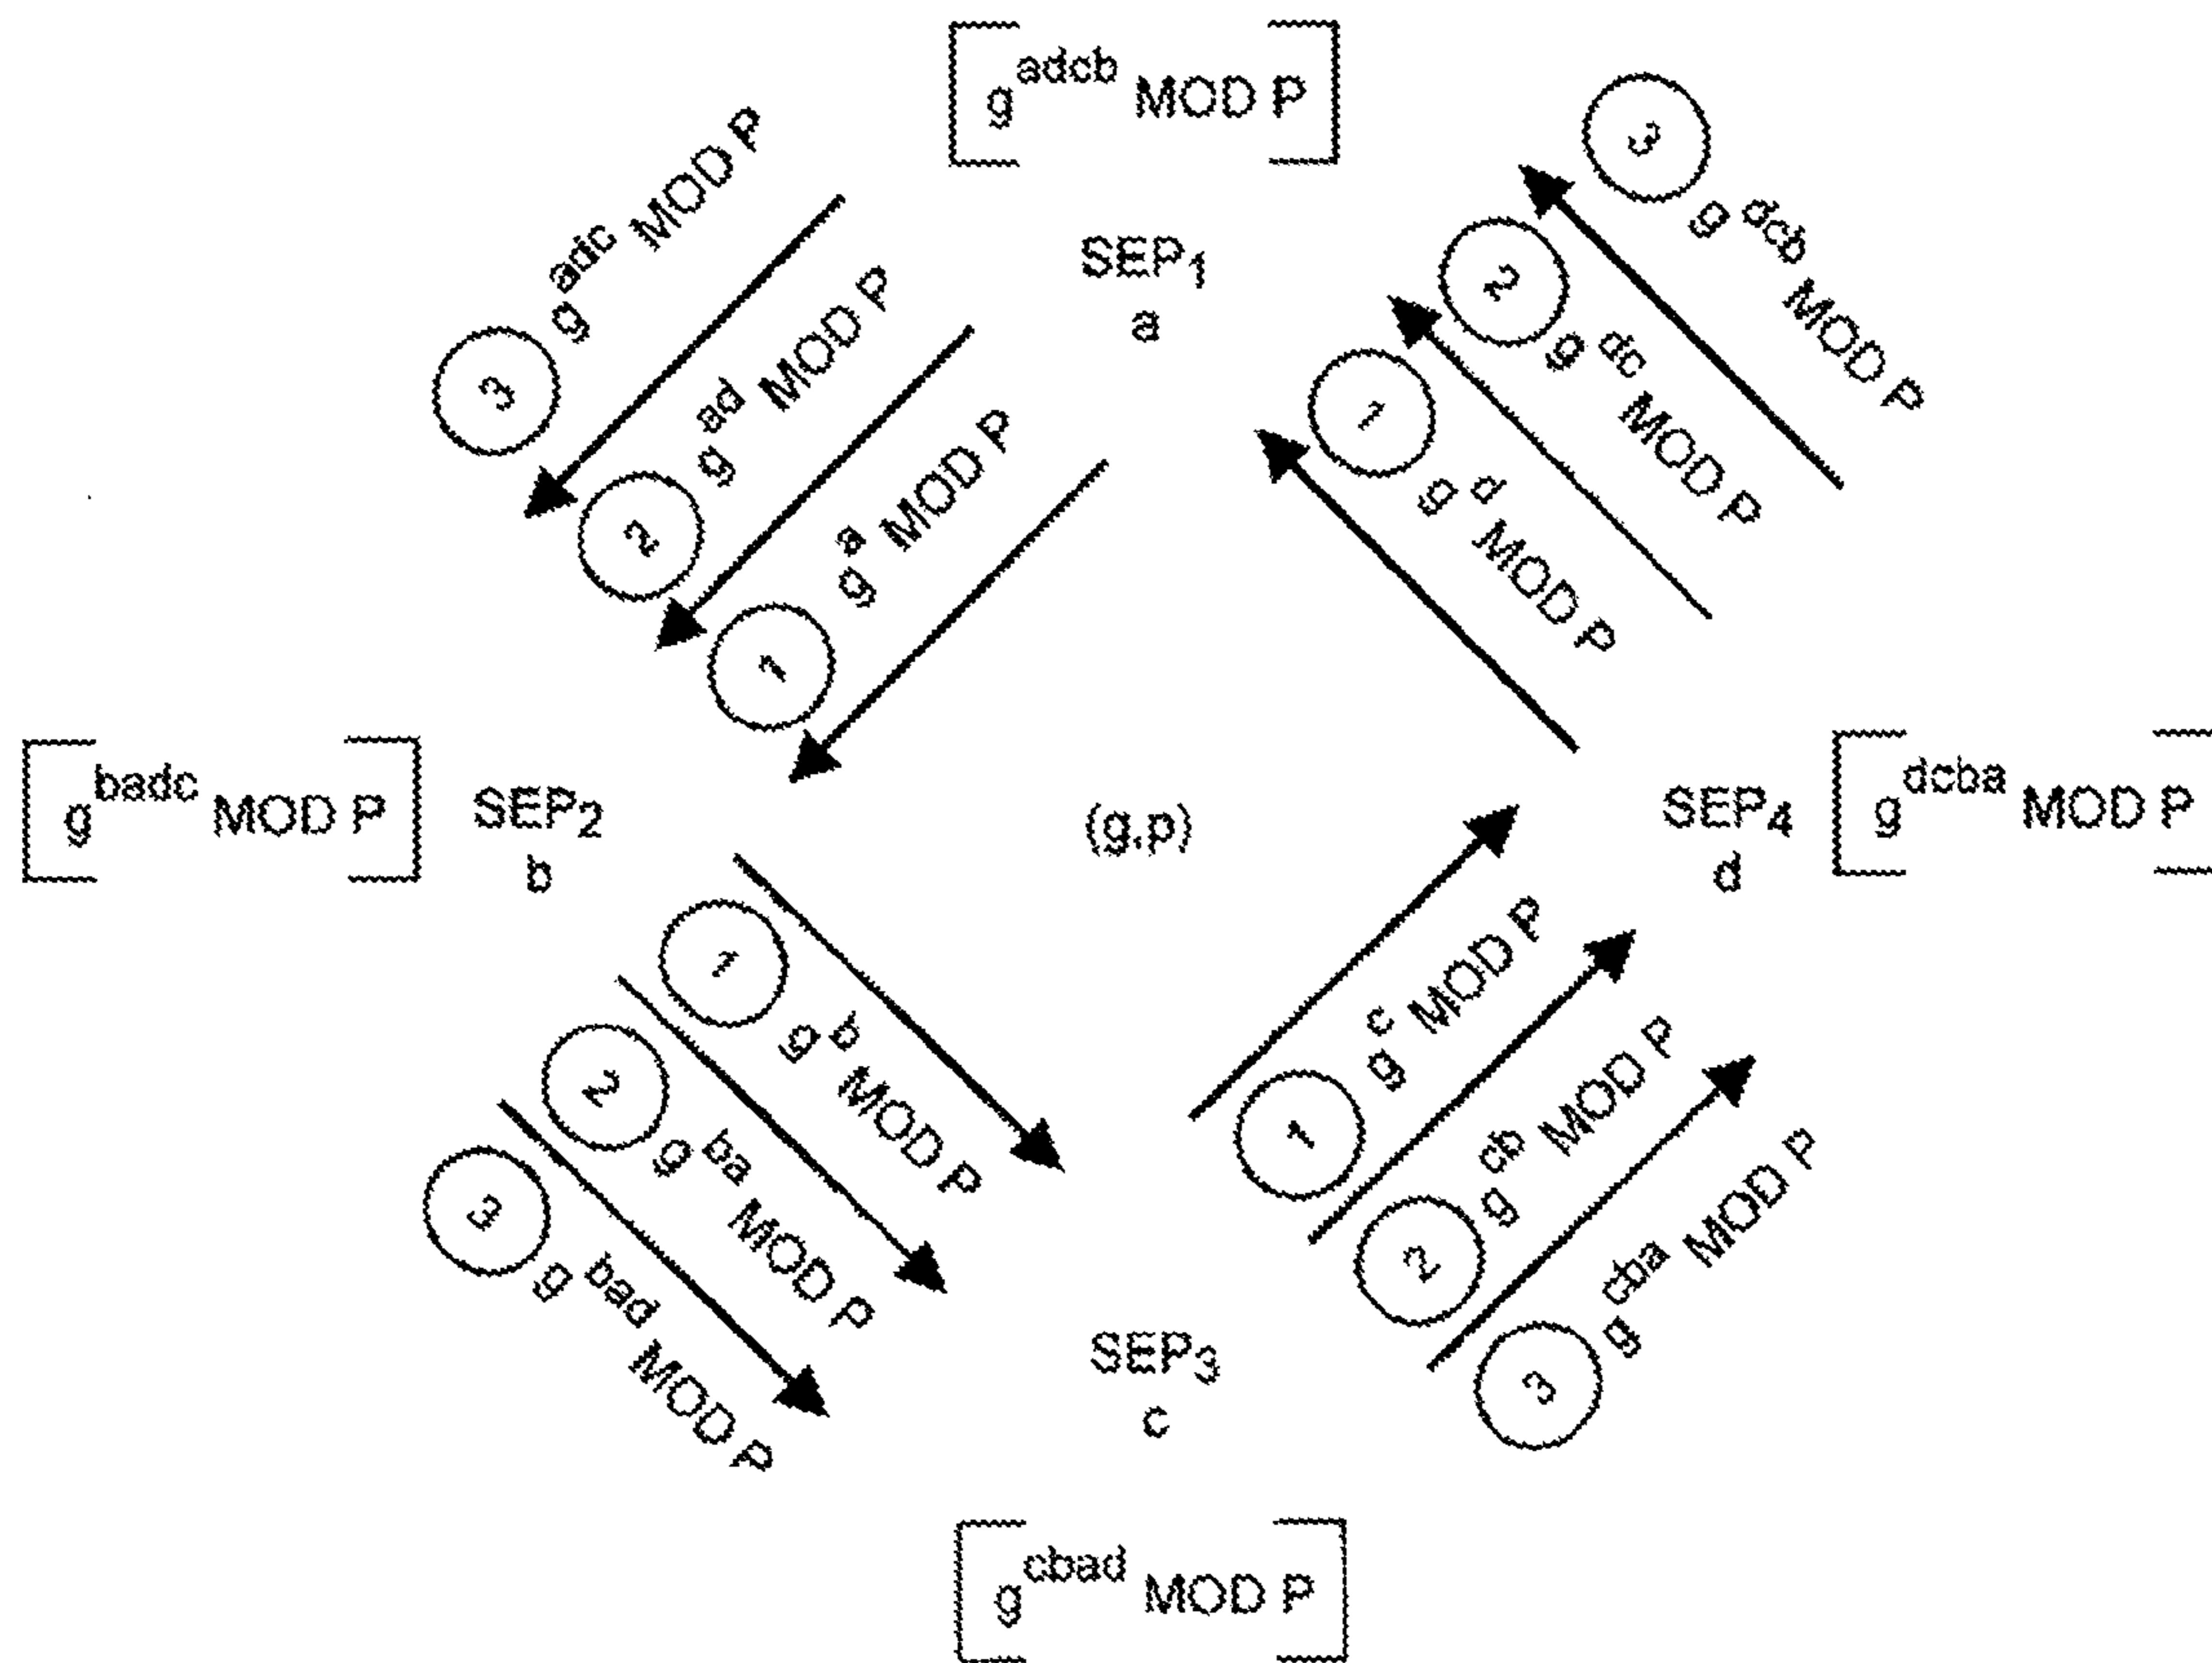 g^adcb MOD P
SEP1
a
3 g^adc MOD P
2 g^ad MOD P
1 g^a MOD P
3 g^dcb MOD P
2 g^dc MOD P
1 g^d MOD P
g^badc MOD P
SEP2
b
(g.p)
SEP4
d
g^dcba MOD P
1 g^b MOD P
2 g^ba MOD P
3 g^bad MOD P
1 g^c MOD P
2 g^cb MOD P
3 g^cba MOD P
SEP3
c
g^cbad MOD P